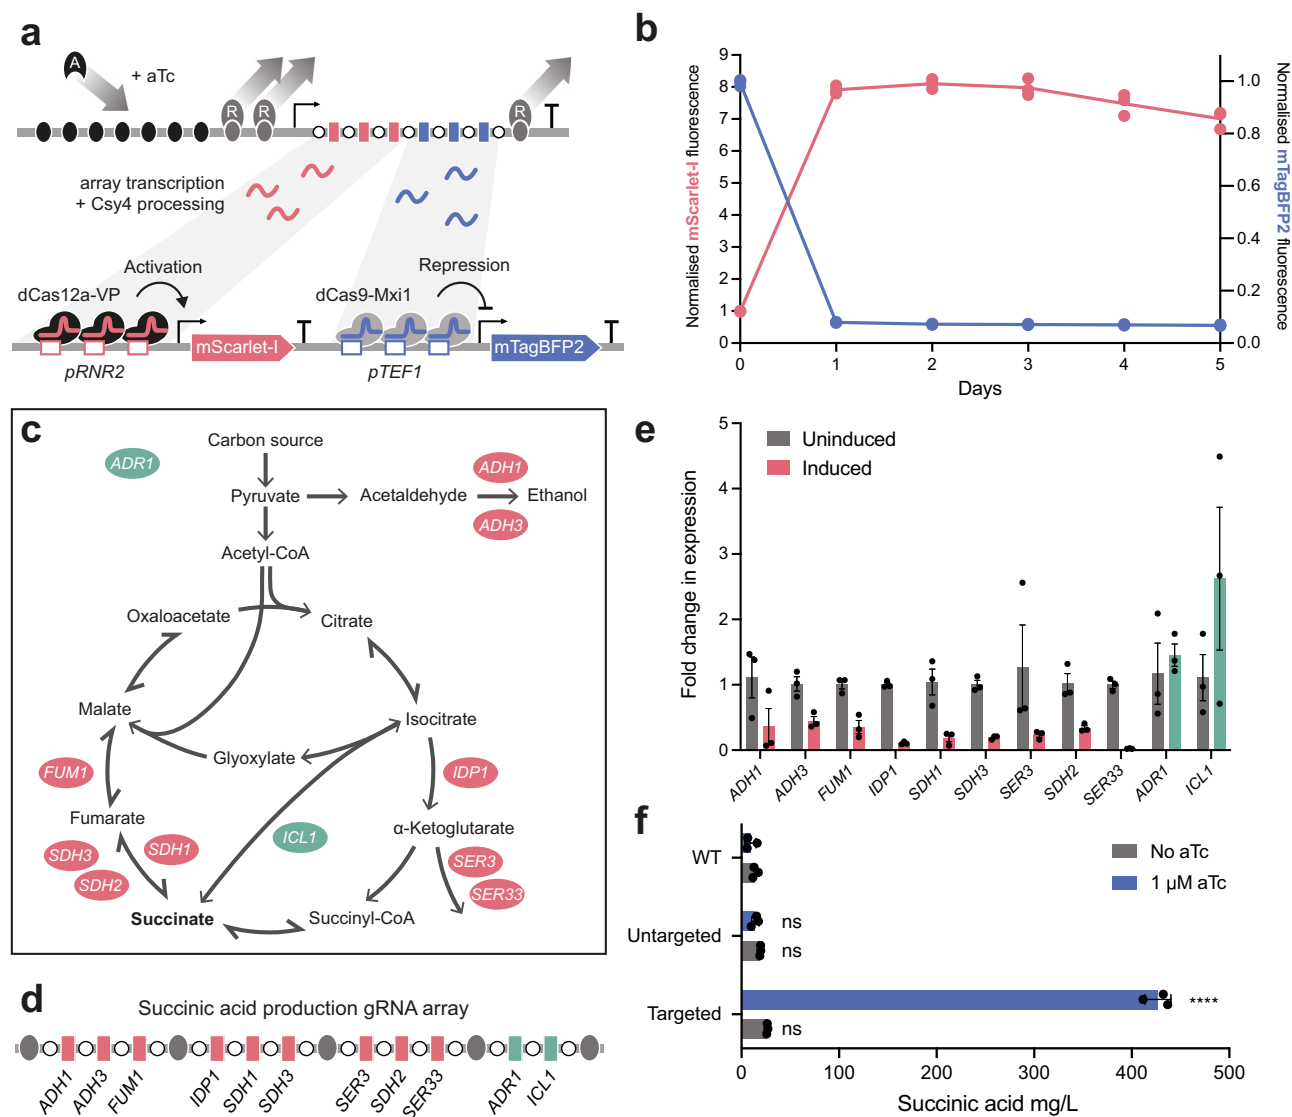 a
A
+ aTc
R
R
R
array transcription
+ Csy4 processing
Activation
Repression
dCas12a-VP
dCas9-Mxi1
mScarlet-I
mTagBFP2
pRNR2
pTEF1
b
Normalised mScarlet-I fluorescence
9
8
7
6
5
4
3
2
1
0
1.0
0.8
0.6
0.4
0.2
0.0
Normalised mTagBFP2 fluorescence
0
1
2
3
4
5
Days
c
Carbon source
ADR1
ADH1
Pyruvate
Acetaldehyde
Ethanol
ADH3
Acetyl-CoA
Oxaloacetate
Citrate
Malate
Isocitrate
Glyoxylate
FUM1
IDP1
Fumarate
α-Ketoglutarate
ICL1
SDH3
SDH1
SDH2
SER3
SER33
Succinate
Succinyl-CoA
d
Succinic acid production gRNA array
ADH1
ADH3
FUM1
IDP1
SDH1
SDH3
SER3
SDH2
SER33
ADR1
ICL1
e
Uninduced
Induced
Fold change in expression
5
4
3
2
1
0
ADH1
ADH3
FUM1
IDP1
SDH1
SDH3
SER3
SDH2
SER33
ADR1
ICL1
f
WT
Untargeted
Targeted
No aTc
1 µM aTc
ns
ns
****
ns
0
100
200
300
400
500
Succinic acid mg/L